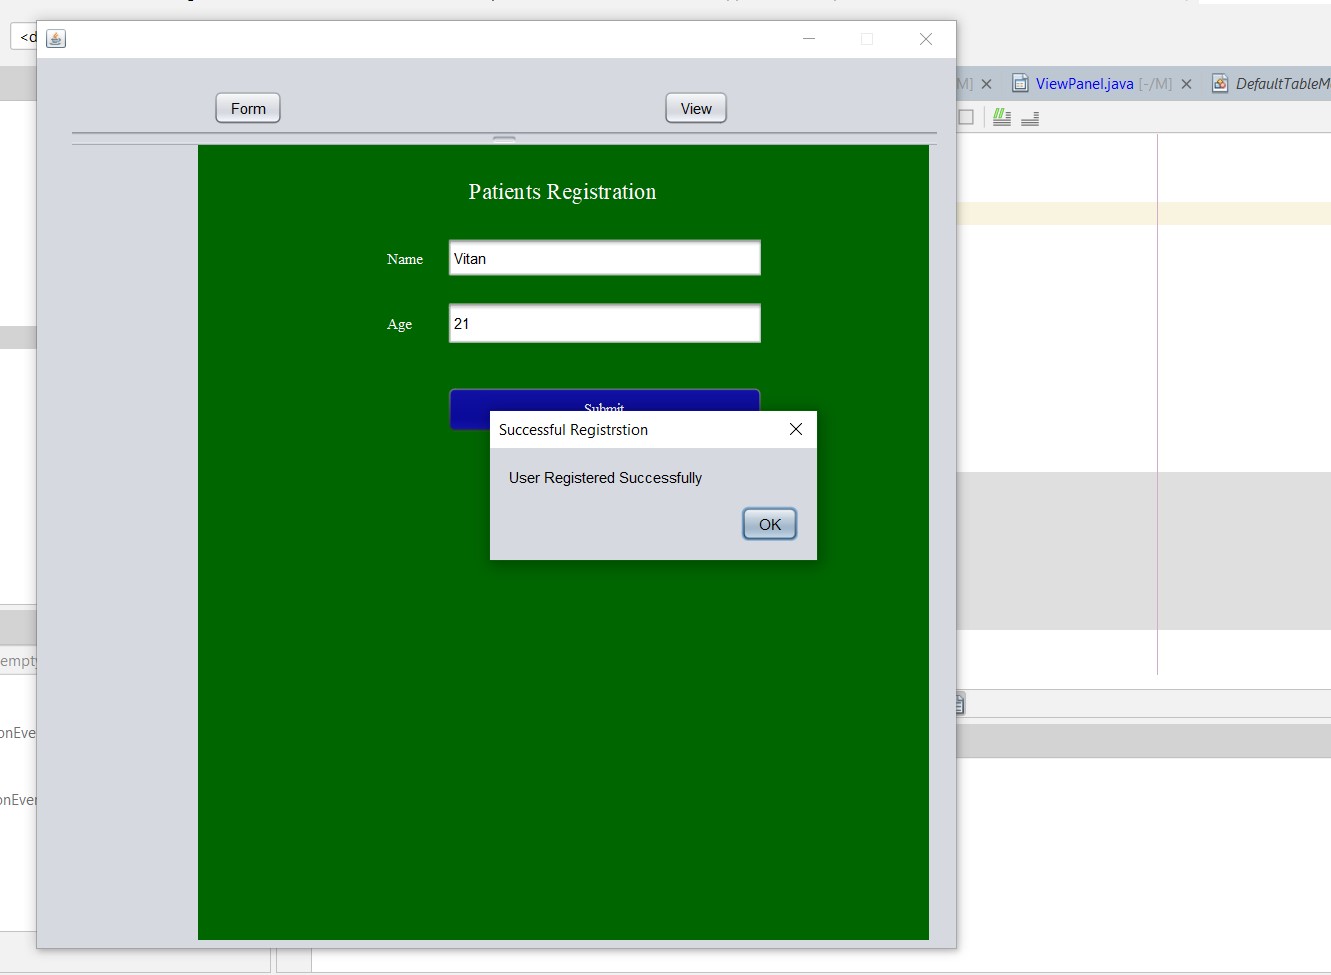 <d
M] ViewPanel.java [-/M] DefaultTableM
Form View
Patients Registration
Name Vitan
Age 21
Submit
Successful Registrstion
User Registered Successfully
OK
empty
onEve
onEver